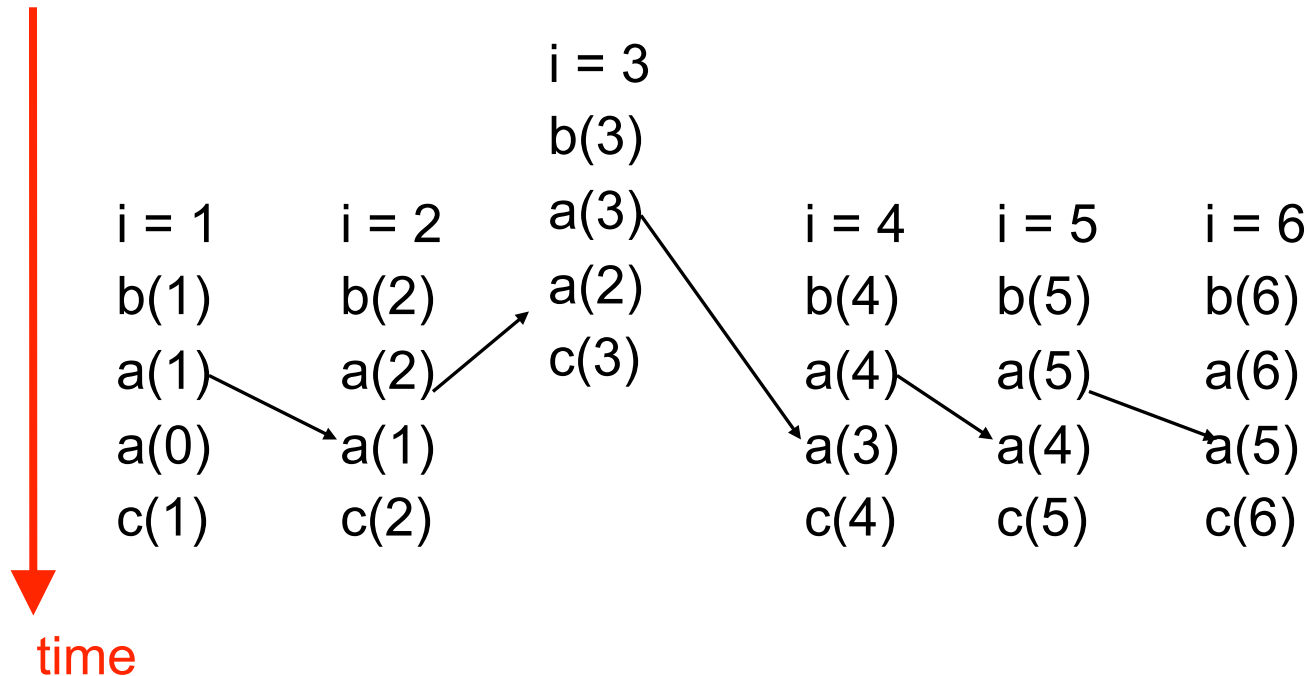 i = 1
b(1)
a(1)
a(0)
c(1)
i = 2
b(2)
a(2)
a(1)
c(2)
i = 3
b(3)
a(3)
a(2)
c(3)
i = 4
b(4)
a(4)
a(3)
c(4)
i = 5
b(5)
a(5)
a(4)
c(5)
i = 6
b(6)
a(6)
a(5)
c(6)
time